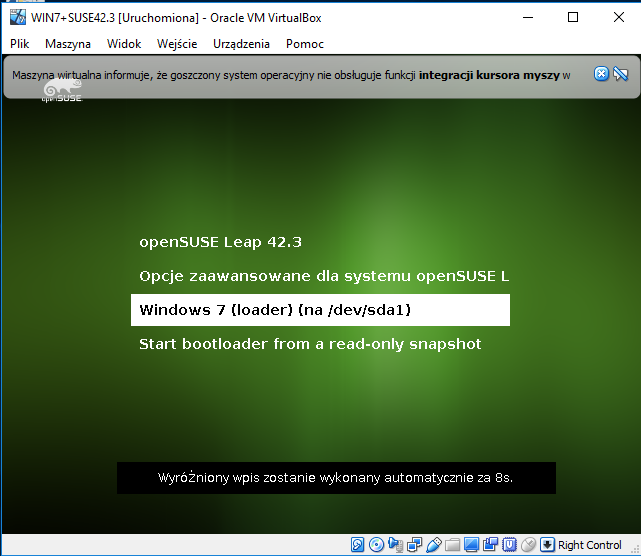 WIN7+SUSE42.3 [Uruchomiona] - Oracle VM VirtualBox
Plik Maszyna Widok Wejście Urządzenia Pomoc
Maszyna wirtualna informuje, że goszczony system operacyjny nie obsługuje funkcji integracji kursora myszy w
openSUSE
openSUSE Leap 42.3
Opcje zaawansowane dla systemu openSUSE L
Windows 7 (loader) (na /dev/sda1)
Start bootloader from a read-only snapshot
Wyróżniony wpis zostanie wykonany automatycznie za 8s.
Right Control